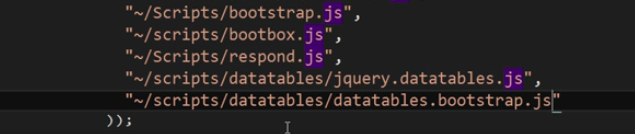 "~/Scripts/bootstrap.js",
"~/Scripts/bootbox.js",
"~/Scripts/respond.js",
"~/scripts/datatables/jquery.datatables.js",
"~/scripts/datatables/datatables.bootstrap.js"
));